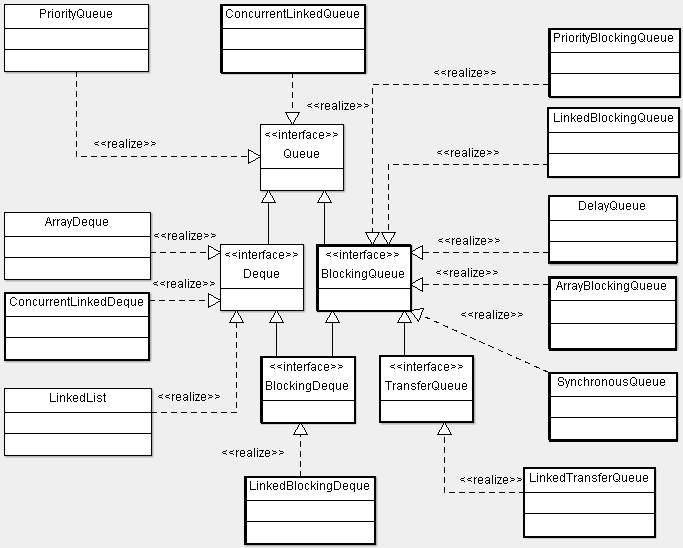 PriorityQueue
ConcurrentLinkedQueue
PriorityBlockingQueue
<<realize>>
<<realize>>
<<realize>>
LinkedBlockingQueue
<<interface>>
Queue
<<realize>>
<<realize>>
DelayQueue
ArrayDeque
<<realize>>
<<realize>>
<<interface>>
Deque
<<interface>>
BlockingQueue
<<realize>>
<<realize>>
ArrayBlockingQueue
ConcurrentLinkedDeque
<<realize>>
<<interface>>
BlockingDeque
<<interface>>
TransferQueue
SynchronousQueue
LinkedList
<<realize>>
<<realize>>
<<realize>>
LinkedBlockingDeque
LinkedTransferQueue